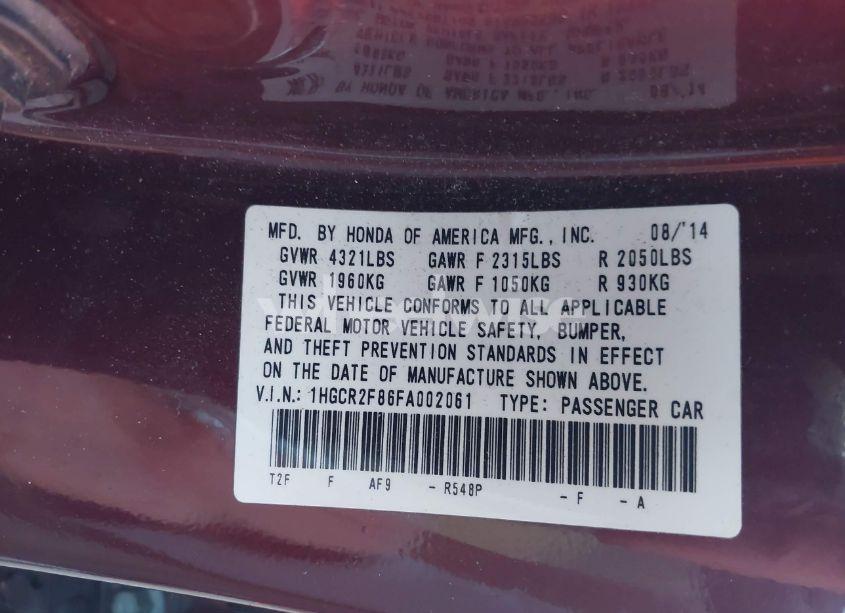 MFD. BY HONDA OF AMERICA MFG., INC. 08/'14
GVWR 4321LBS GAWR F 2315LBS R 2050LBS
GVWR 1960KG GAWR F 1050KG R 930KG
THIS VEHICLE CONFORMS TO ALL APPLICABLE
FEDERAL MOTOR VEHICLE SAFETY, BUMPER,
AND THEFT PREVENTION STANDARDS IN EFFECT
ON THE DATE OF MANUFACTURE SHOWN ABOVE.
V.I.N.: 1HGCR2F86FA002061 TYPE: PASSENGER CAR
T2F F AF9 - R548P - F - A